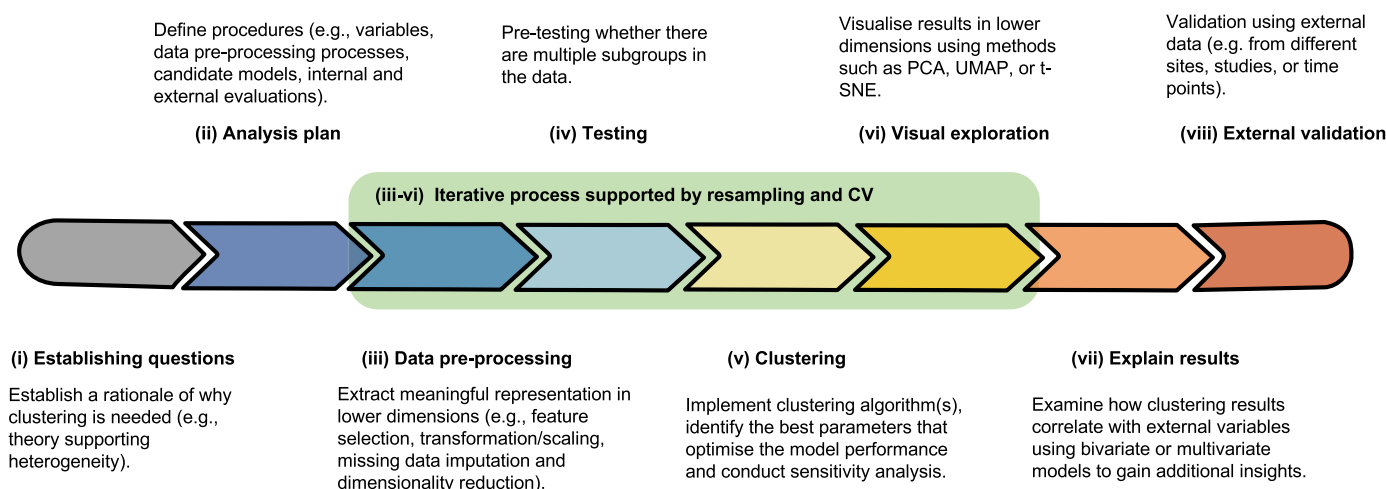 Define procedures (e.g., variables,
data pre-processing processes,
candidate models, internal and
external evaluations).
(ii) Analysis plan
Pre-testing whether there
are multiple subgroups in
the data.
(iv) Testing
Visualise results in lower
dimensions using methods
such as PCA, UMAP, or t-
SNE.
(vi) Visual exploration
Validation using external
data (e.g. from different
sites, studies, or time
points).
(viii) External validation
(iii-vi) Iterative process supported by resampling and CV
(i) Establishing questions
Establish a rationale of why
clustering is needed (e.g.,
theory supporting
heterogeneity).
(iii) Data pre-processing
Extract meaningful representation in
lower dimensions (e.g., feature
selection, transformation/scaling,
missing data imputation and
dimensionality reduction).
(v) Clustering
Implement clustering algorithm(s),
identify the best parameters that
optimise the model performance
and conduct sensitivity analysis.
(vii) Explain results
Examine how clustering results
correlate with external variables
using bivariate or multivariate
models to gain additional insights.